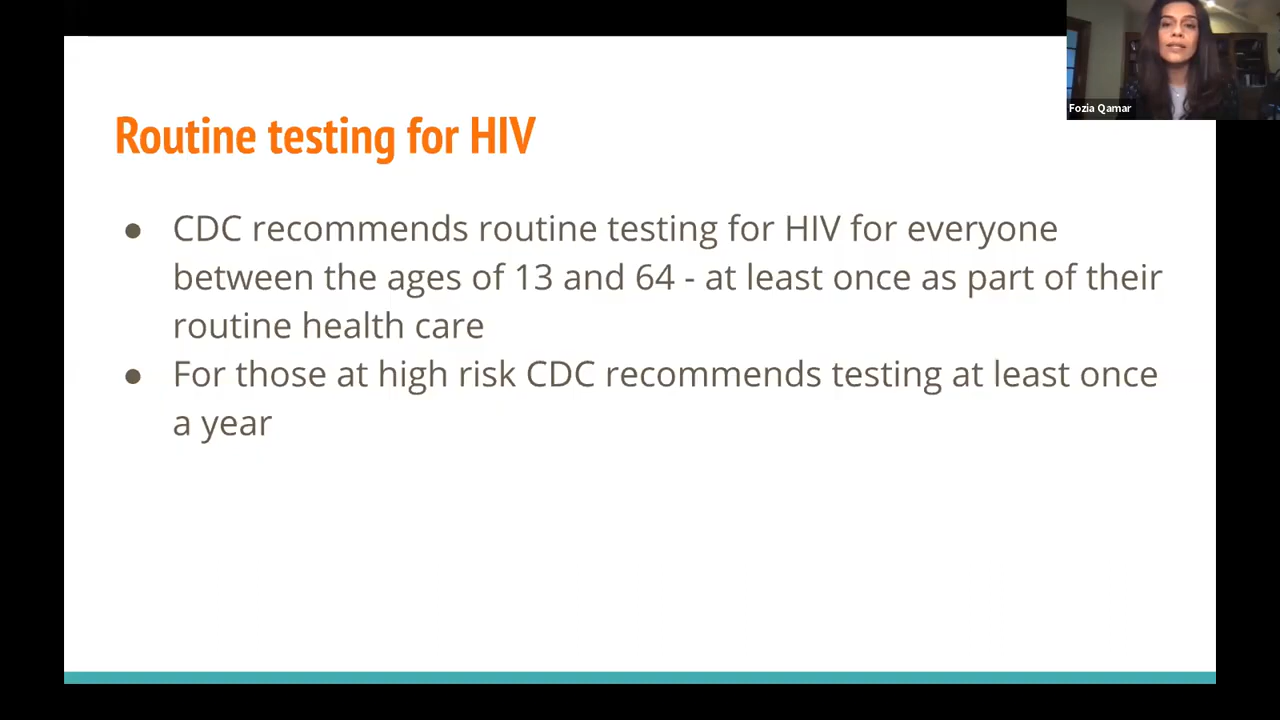 Fozia Qamar
Routine testing for HIV
● CDC recommends routine testing for HIV for everyone
between the ages of 13 and 64 - at least once as part of their
routine health care
● For those at high risk CDC recommends testing at least once
a year